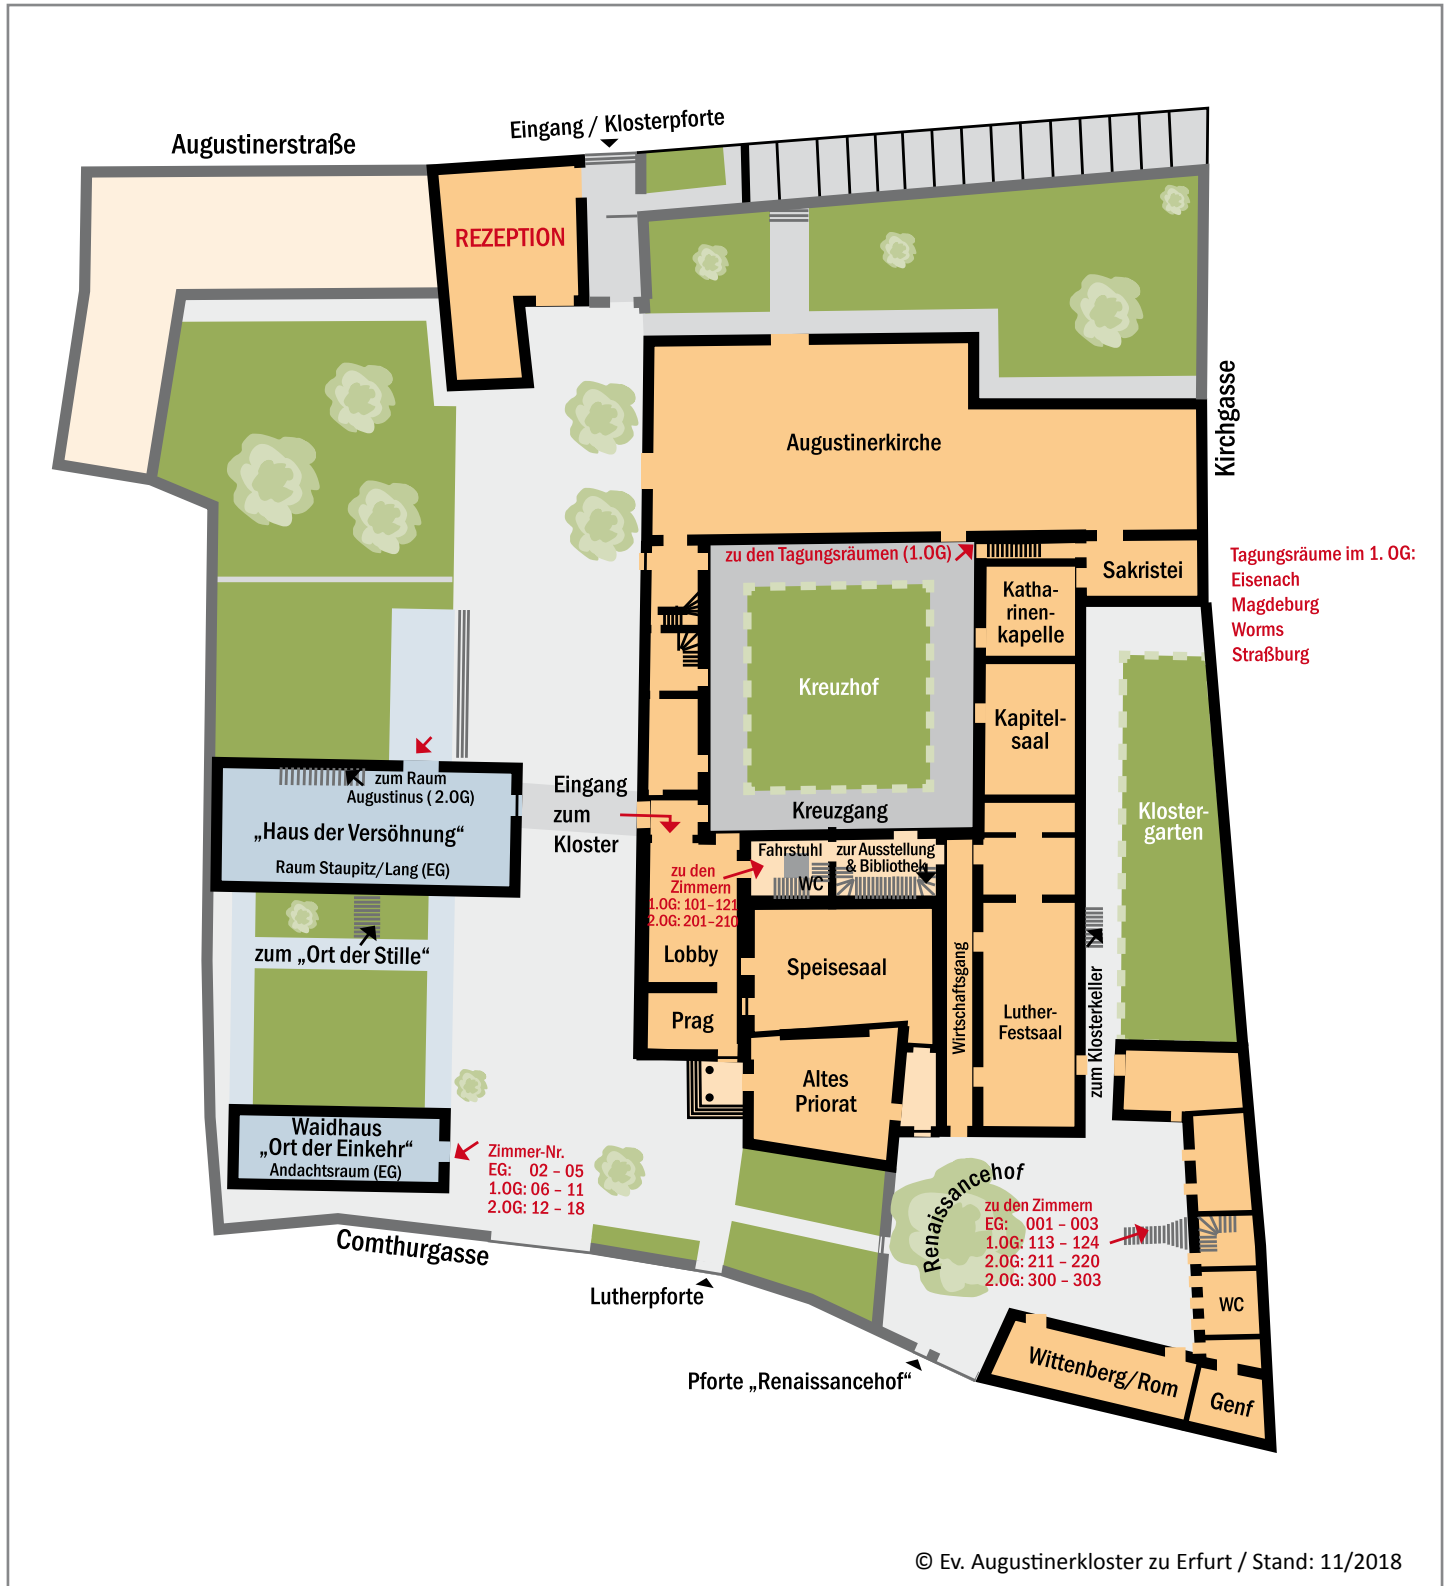 Augustinerstraße
Eingang / Klosterpforte
REZEPTION
Augustinerkirche
Kirchgasse
zu den Tagungsräumen (1.OG)
Sakristei
Tagungsräume im 1. OG:
Eisenach
Magdeburg
Worms
Straßburg
Katha-
rinen-
kapelle
Kreuzhof
Kapitel-
saal
Kreuzgang
Kloster-
garten
zum Raum
Augustinus ( 2.OG)
„Haus der Versöhnung“
Raum Staupitz/Lang (EG)
Eingang
zum
Kloster
Fahrstuhl
WC
zur Ausstellung
& Bibliothek
zu den
Zimmern
1.OG: 101–121
2.OG: 201–210
Lobby
zum „Ort der Stille“
Speisesaal
Wirtschaftsgang
Prag
Luther-
Festsaal
zum Klosterkeller
Altes
Priorat
Waidhaus
„Ort der Einkehr“
Andachtsraum (EG)
Zimmer-Nr.
EG: 02 – 05
1.OG: 06 – 11
2.OG: 12 – 18
Renaissancehof
zu den Zimmern
EG: 001 – 003
1.OG: 113 – 124
2.OG: 211 – 220
2.OG: 300 – 303
Comthurgasse
Lutherpforte
WC
Pforte „Renaissancehof“
Wittenberg/Rom
Genf
© Ev. Augustinerkloster zu Erfurt / Stand: 11/2018